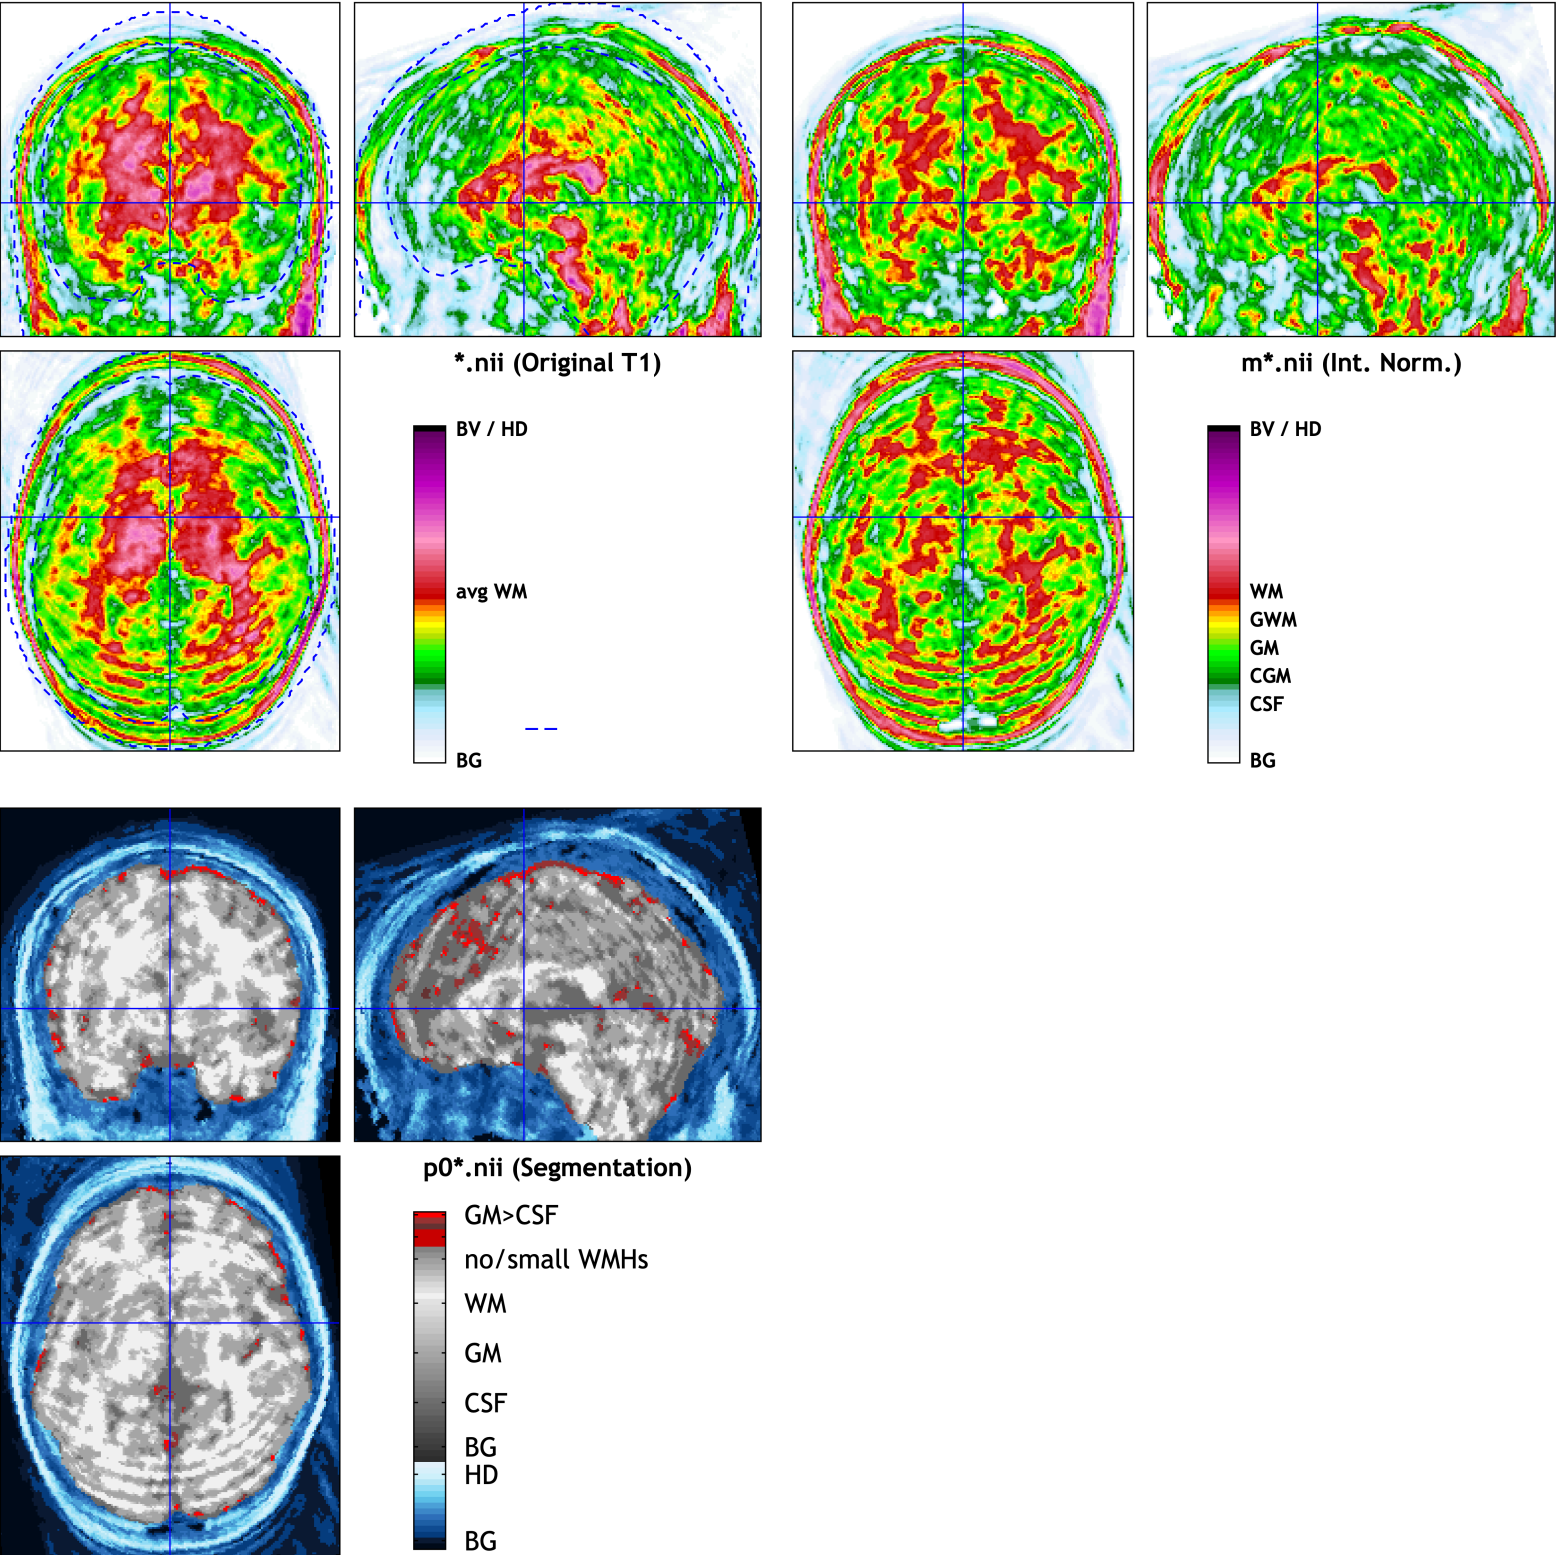 *.nii (Original T1)
BV / HD
avg WM
BG
m*.nii (Int. Norm.)
BV / HD
WM
GWM
GM
CGM
CSF
BG
p0*.nii (Segmentation)
GM>CSF
no/small WMHs
WM
GM
CSF
BG
HD
BG